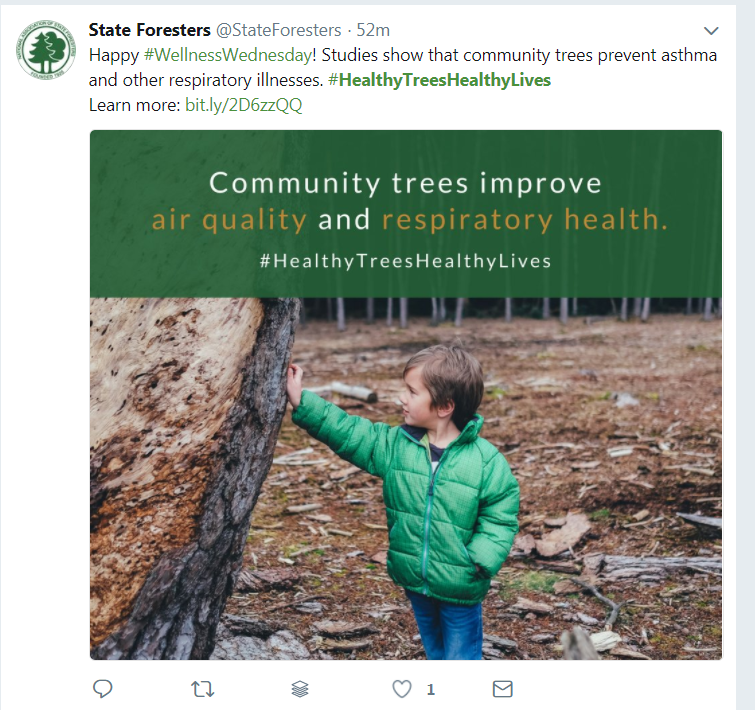 State Foresters @StateForesters · 52m
Happy #WellnessWednesday! Studies show that community trees prevent asthma
and other respiratory illnesses. #HealthyTreesHealthyLives
Learn more: bit.ly/2D6zzQQ
Community trees improve
air quality and respiratory health.
#HealthyTreesHealthyLives
1